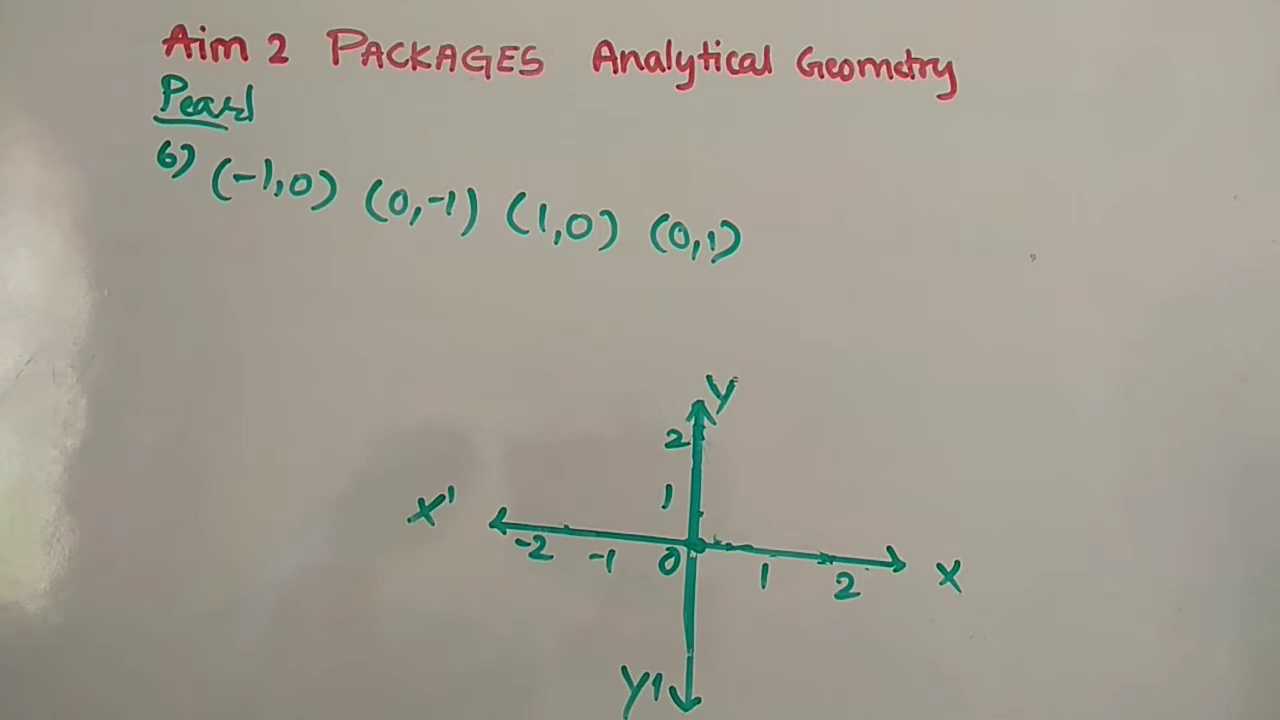 Aim 2 PACKAGES Analytical Geometry
Pearl
6) (-1,0) (0,-1) (1,0) (0,1)
Y
2
1
X'
-2 -1 0 1 2
X
Y'